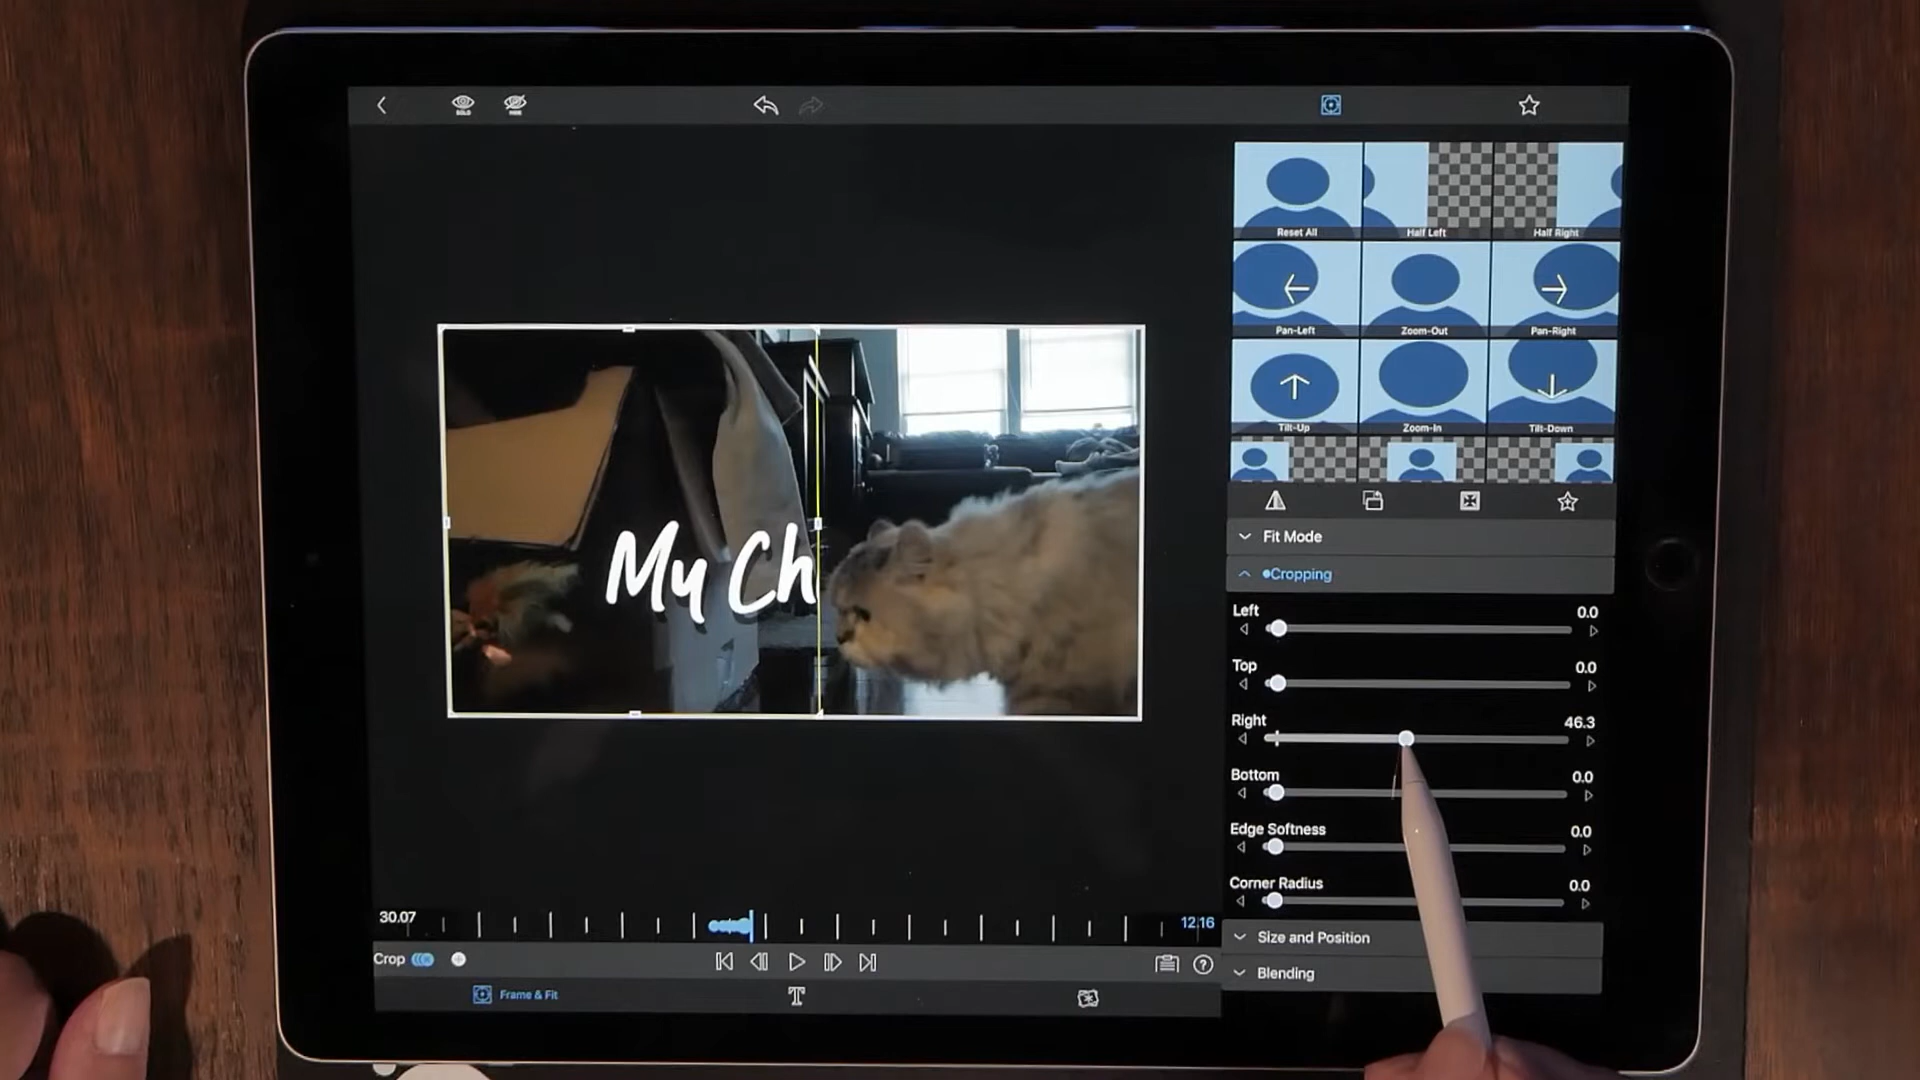 SOLO
HIDE
Reset All
Half Left
Half Right
Pan-Left
Zoom-Out
Pan-Right
Tilt-Up
Zoom-In
Tilt-Down
My Ch
Fit Mode
Cropping
Left 0.0
Top 0.0
Right 46.3
Bottom 0.0
Edge Softness 0.0
Corner Radius 0.0
30.07
12.16
Size and Position
Crop
Blending
Frame & Fit
T